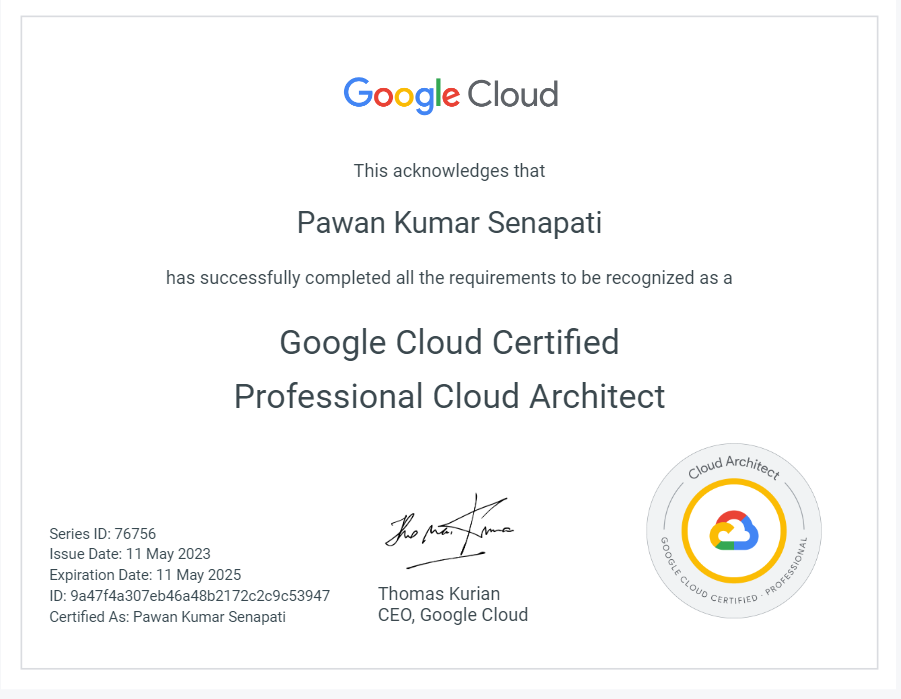 Google Cloud
This acknowledges that
Pawan Kumar Senapati
has successfully completed all the requirements to be recognized as a
Google Cloud Certified
Professional Cloud Architect
Series ID: 76756
Issue Date: 11 May 2023
Expiration Date: 11 May 2025
ID: 9a47f4a307eb46a48b2172c2c9c53947
Certified As: Pawan Kumar Senapati
Thomas Kurian
Thomas Kurian
CEO, Google Cloud
Cloud Architect
GOOGLE CLOUD CERTIFIED · PROFESSIONAL